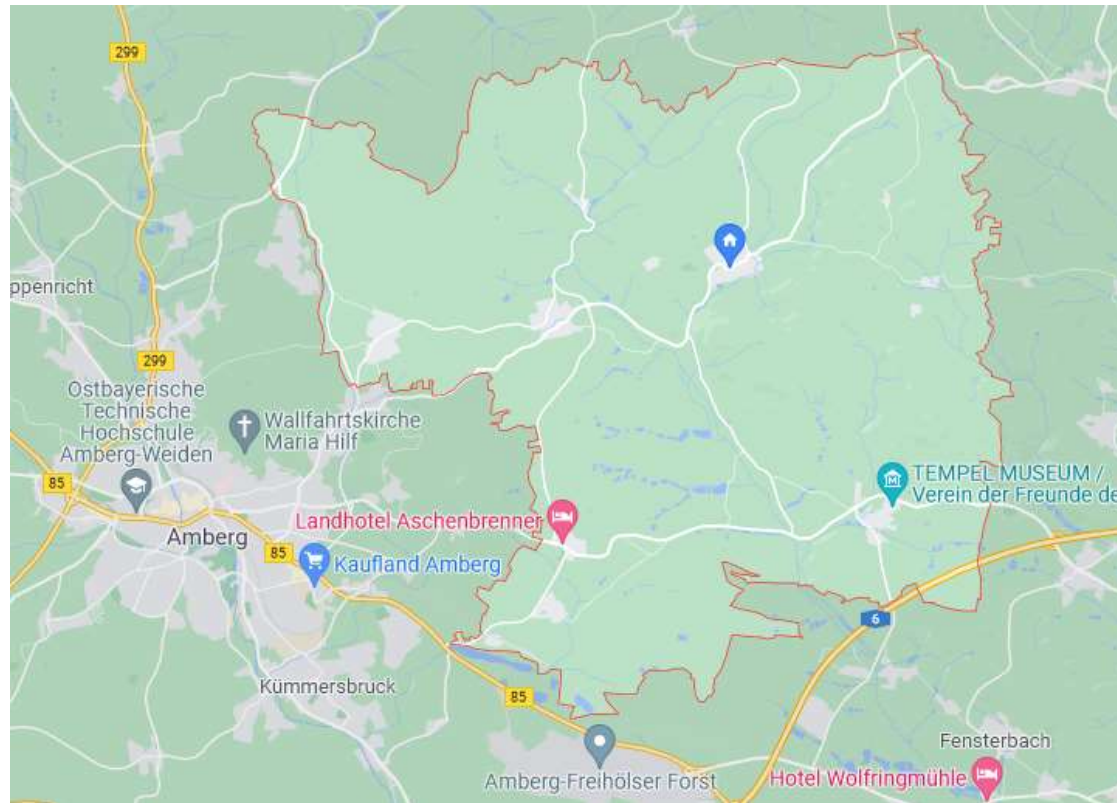 299
ppenricht
299
Ostbayerische
Technische
Hochschule
Amberg-Weiden
Wallfahrtskirche
Maria Hilf
85
TEMPEL MUSEUM /
Verein der Freunde de
Landhotel Aschenbrenner
Amberg
85
Kaufland Amberg
6
Kümmersbruck
85
Fensterbach
Amberg-Freihölser Forst
Hotel Wolfringmühle